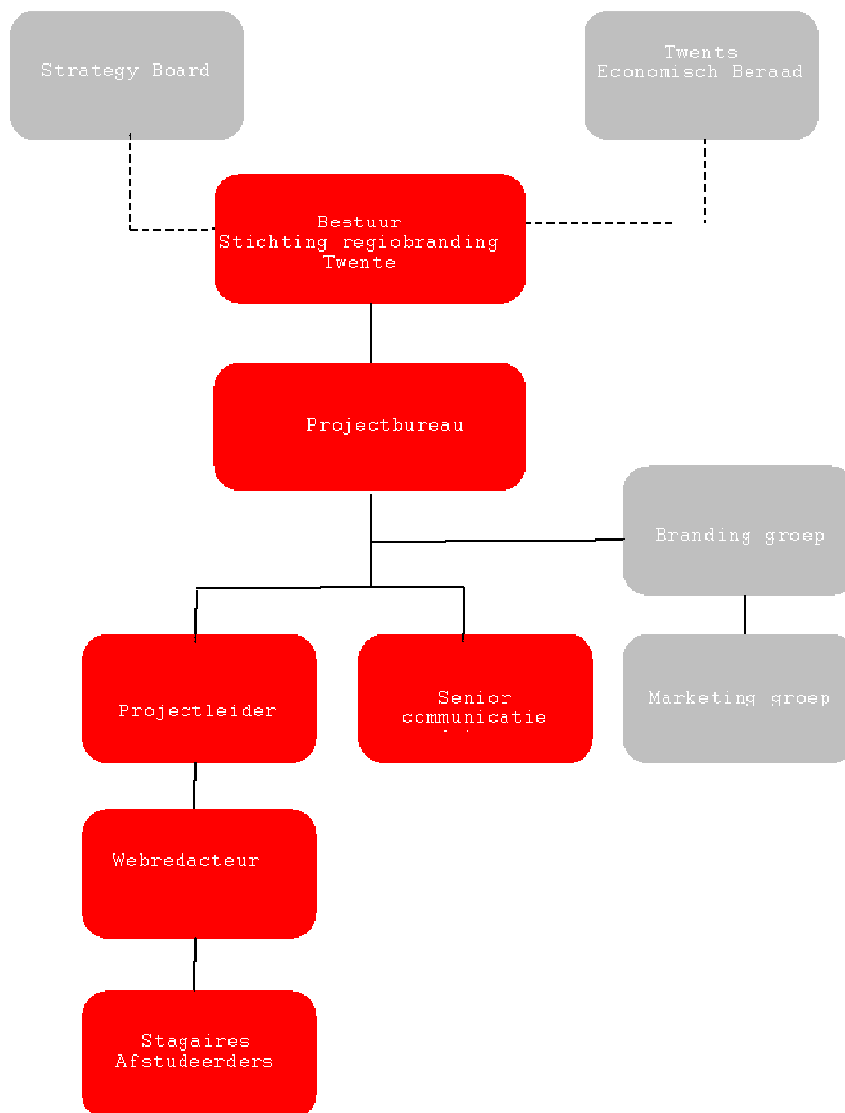 Strategy Board
Twents
Economisch Beraad
Bestuur
Stichting regiobranding
Twente
Projectbureau
Branding groep
Projectleider
Senior
communicatie
Marketing groep
Webredacteur
Stagaires
Afstudeerders